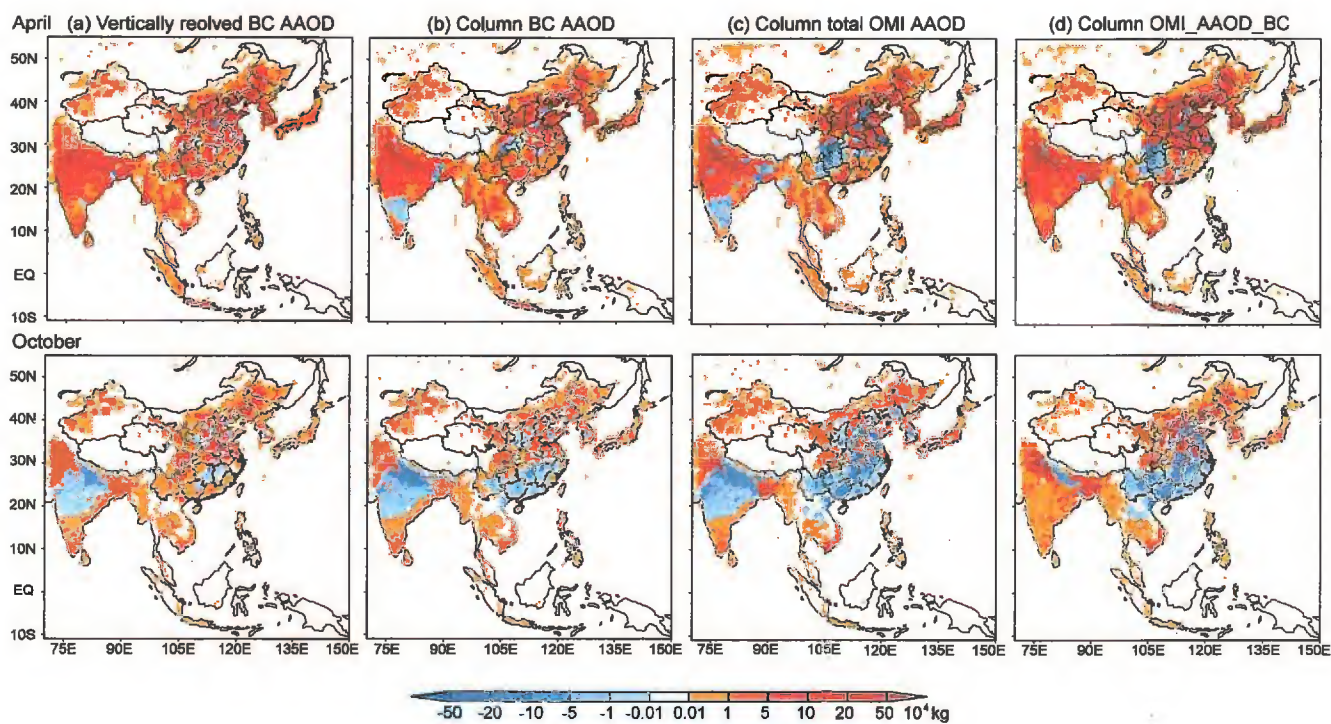 April (a) Vertically reolved BC AAOD (b) Column BC AAOD (c) Column total OMI AAOD (d) Column OMI_AAOD_BC
50N
40N
30N
20N
10N
EQ
10S
October
50N
40N
30N
20N
10N
EQ
10S
75E 90E 105E 120E 135E 150E 75E 90E 105E 120E 135E 150E 75E 90E 105E 120E 135E 150E 75E 90E 105E 120E 135E 150E
-50 -20 -10 -5 -1 -0.01 0.01 1 5 10 20 50 10⁴ kg